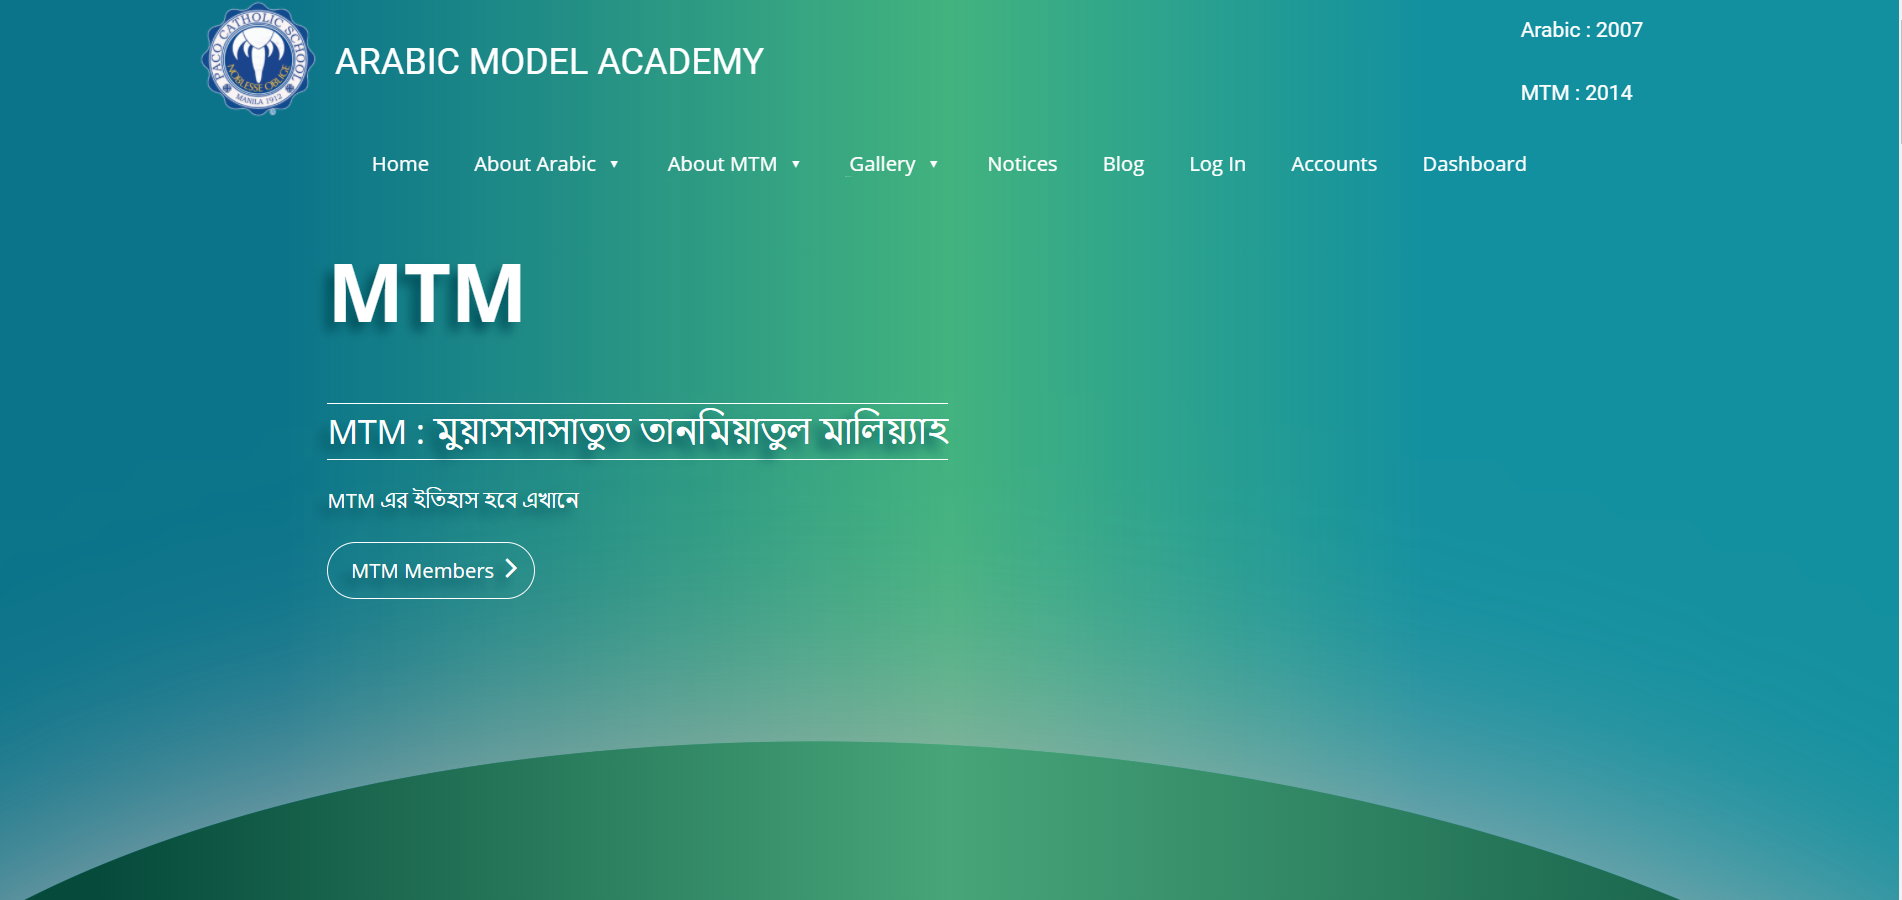 PACO CATHOLIC SCHOOL
NOBLESSE OBLIGE
MANILA 1912
ARABIC MODEL ACADEMY
Arabic : 2007
MTM : 2014
Home About Arabic About MTM Gallery Notices Blog Log In Accounts Dashboard
MTM
MTM : মুয়াসসাসাতুত তানমিয়াতুল মালিয়্যাহ
MTM এর ইতিহাস হবে এখানে
MTM Members